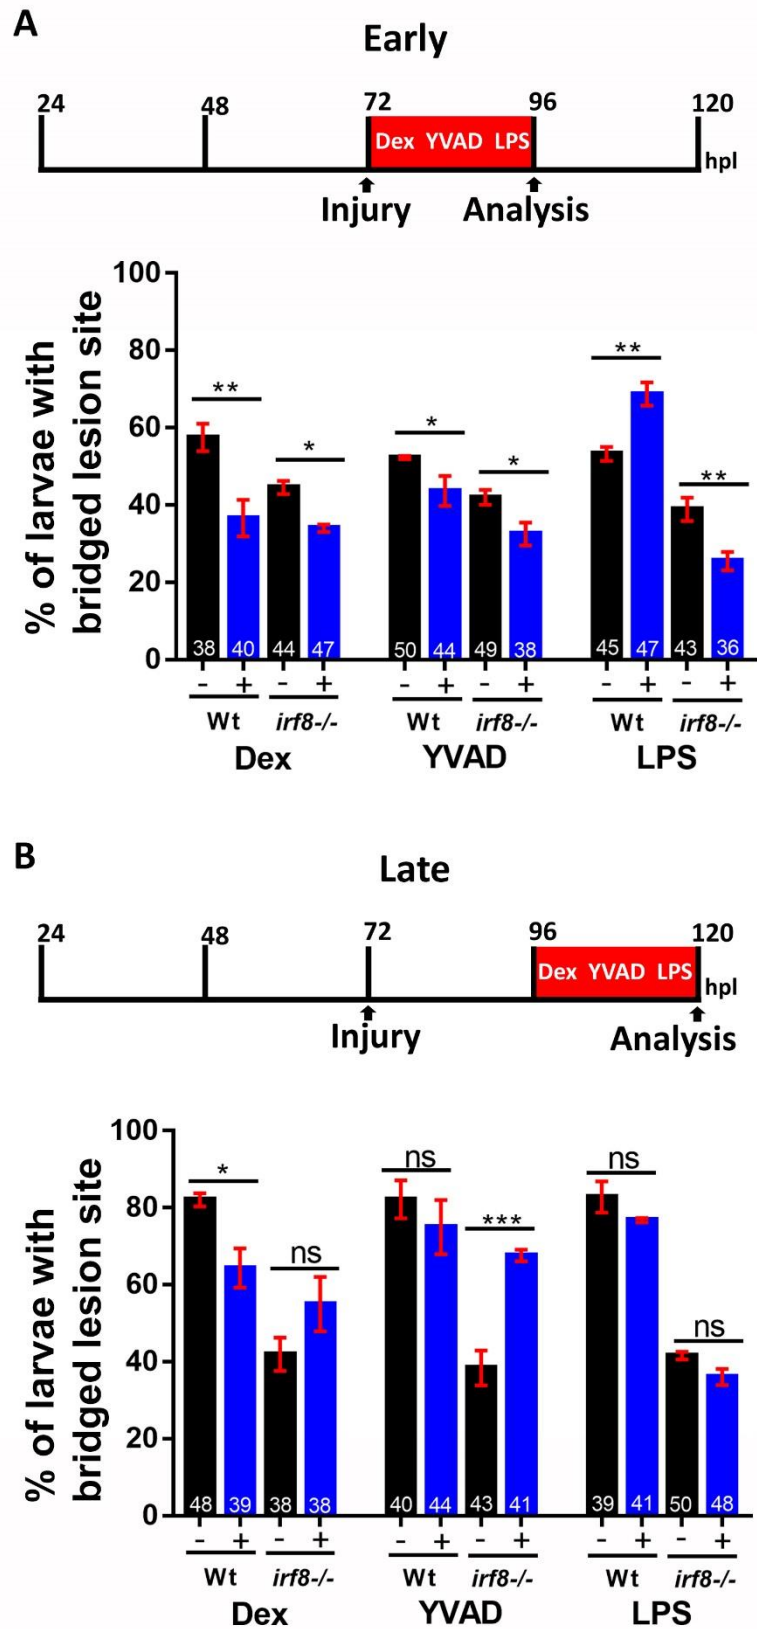 A
Early
24 48 72 96 120
Dex YVAD LPS
hpl
Injury Analysis
% of larvae with
bridged lesion site
100
80
60
40
20
0
** * * * ** **
38 40 44 47 50 44 49 38 45 47 43 36
- + - + - + - + - + - +
Wt irf8-/- Wt irf8-/- Wt irf8-/-
Dex YVAD LPS
B
Late
24 48 72 96 120
Dex YVAD LPS
hpl
Injury Analysis
% of larvae with
bridged lesion site
100
80
60
40
20
0
* ns ns *** ns ns
48 39 38 38 40 44 43 41 39 41 50 48
- + - + - + - + - + - +
Wt irf8-/- Wt irf8-/- Wt irf8-/-
Dex YVAD LPS